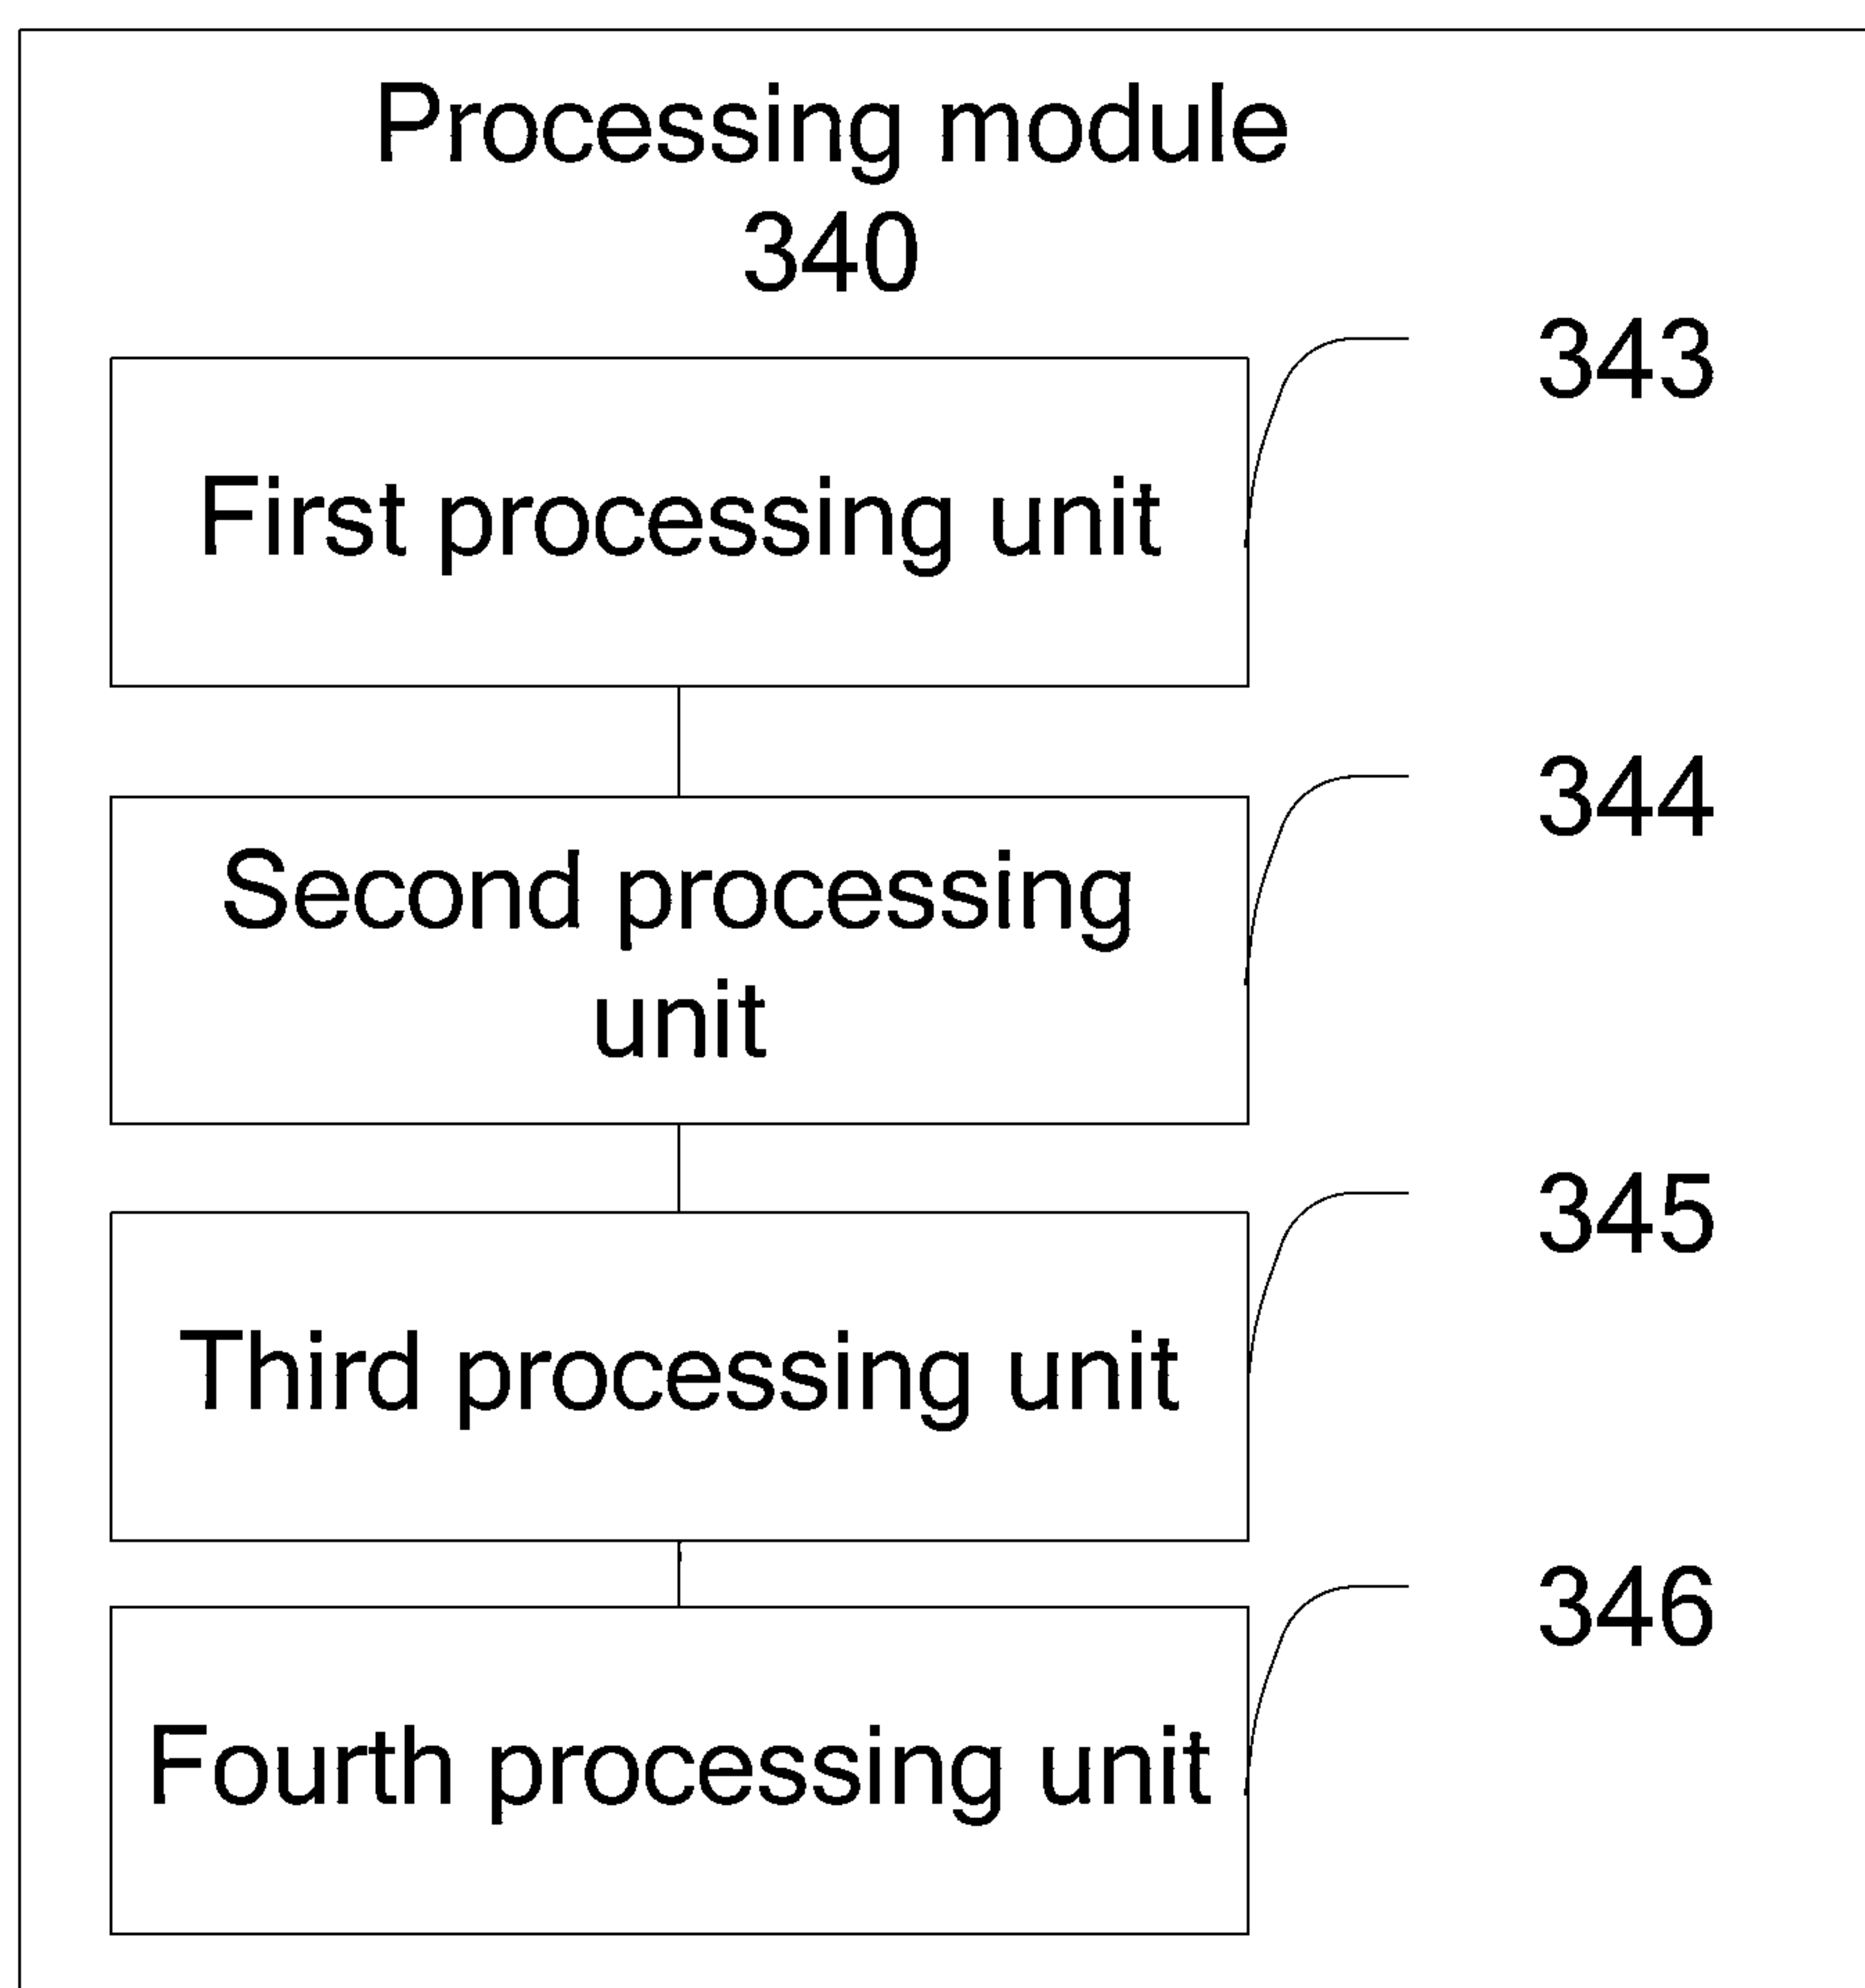 Processing module
340
343
First processing unit
344
Second processing
unit
345
Third processing unit
346
Fourth processing unit